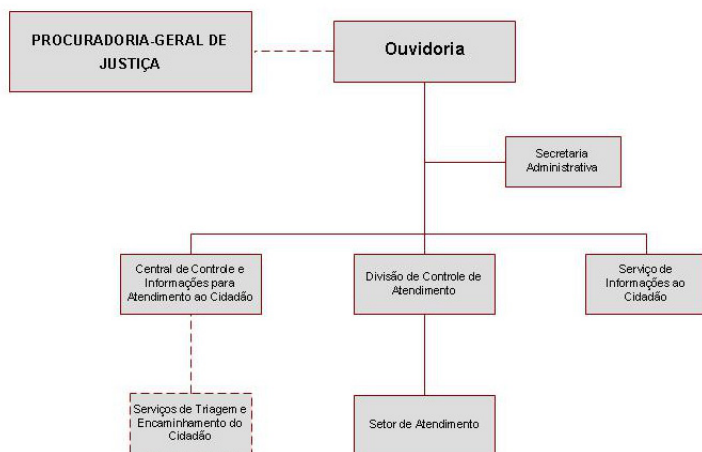 PROCURADORIA-GERAL DE
JUSTIÇA
Ouvidoria
Secretaria
Administrativa
Central de Controle e
Informações para
Atendimento ao Cidadão
Divisão de Controle de
Atendimento
Serviço de
Informações ao
Cidadão
Serviços de Triagem e
Encaminhamento do
Cidadão
Setor de Atendimento